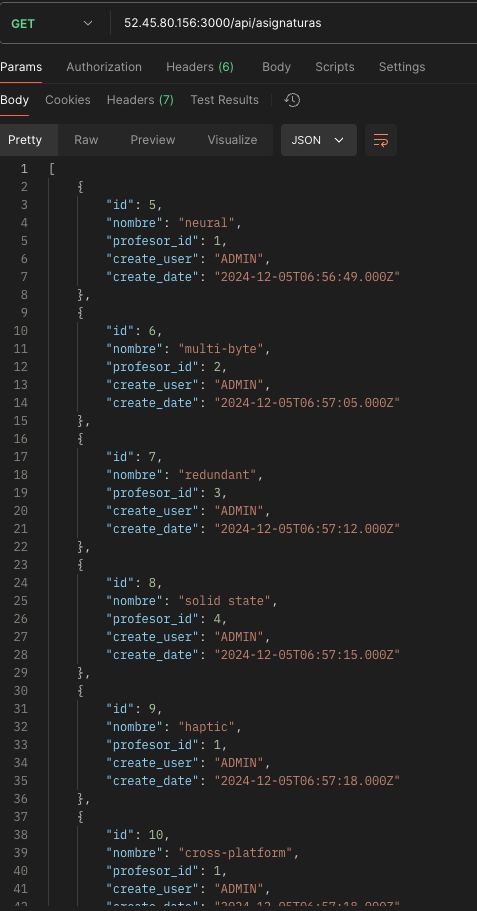 GET 52.45.80.156:3000/api/asignaturas
Params Authorization Headers (6) Body Scripts Settings
Body Cookies Headers (7) Test Results
Pretty Raw Preview Visualize JSON
1 [
2 {
3 "id": 5,
4 "nombre": "neural",
5 "profesor_id": 1,
6 "create_user": "ADMIN",
7 "create_date": "2024-12-05T06:56:49.000Z"
8 },
9 {
10 "id": 6,
11 "nombre": "multi-byte",
12 "profesor_id": 2,
13 "create_user": "ADMIN",
14 "create_date": "2024-12-05T06:57:05.000Z"
15 },
16 {
17 "id": 7,
18 "nombre": "redundant",
19 "profesor_id": 3,
20 "create_user": "ADMIN",
21 "create_date": "2024-12-05T06:57:12.000Z"
22 },
23 {
24 "id": 8,
25 "nombre": "solid state",
26 "profesor_id": 4,
27 "create_user": "ADMIN",
28 "create_date": "2024-12-05T06:57:15.000Z"
29 },
30 {
31 "id": 9,
32 "nombre": "haptic",
33 "profesor_id": 1,
34 "create_user": "ADMIN",
35 "create_date": "2024-12-05T06:57:18.000Z"
36 },
37 {
38 "id": 10,
39 "nombre": "cross-platform",
40 "profesor_id": 1,
41 "create_user": "ADMIN",
42 "create_date": "2024-12-05T06:57:18.000Z"